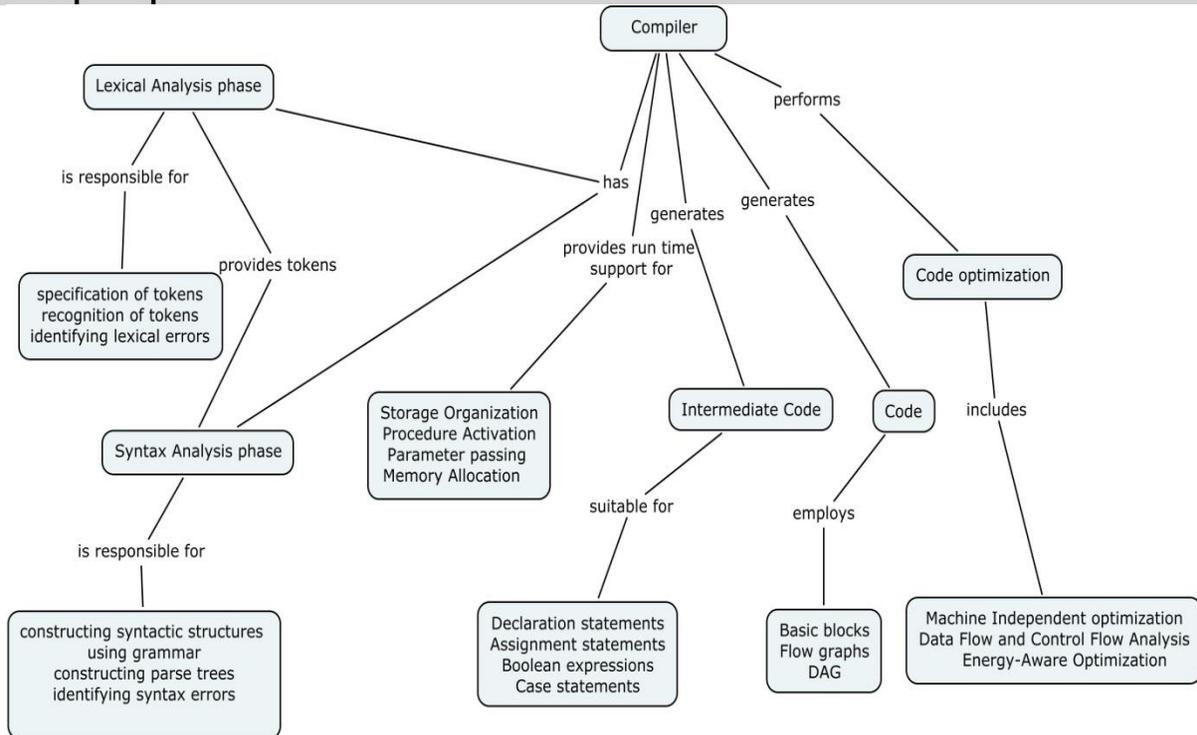 Compiler
Lexical Analysis phase
performs
is responsible for
has
generates
generates
provides run time
support for
provides tokens
Code optimization
specification of tokens
recognition of tokens
identifying lexical errors
Storage Organization
Procedure Activation
Parameter passing
Memory Allocation
Intermediate Code
Code
includes
Syntax Analysis phase
suitable for
employs
is responsible for
constructing syntactic structures
using grammar
constructing parse trees
identifying syntax errors
Declaration statements
Assignment statements
Boolean expressions
Case statements
Basic blocks
Flow graphs
DAG
Machine Independent optimization
Data Flow and Control Flow Analysis
Energy-Aware Optimization